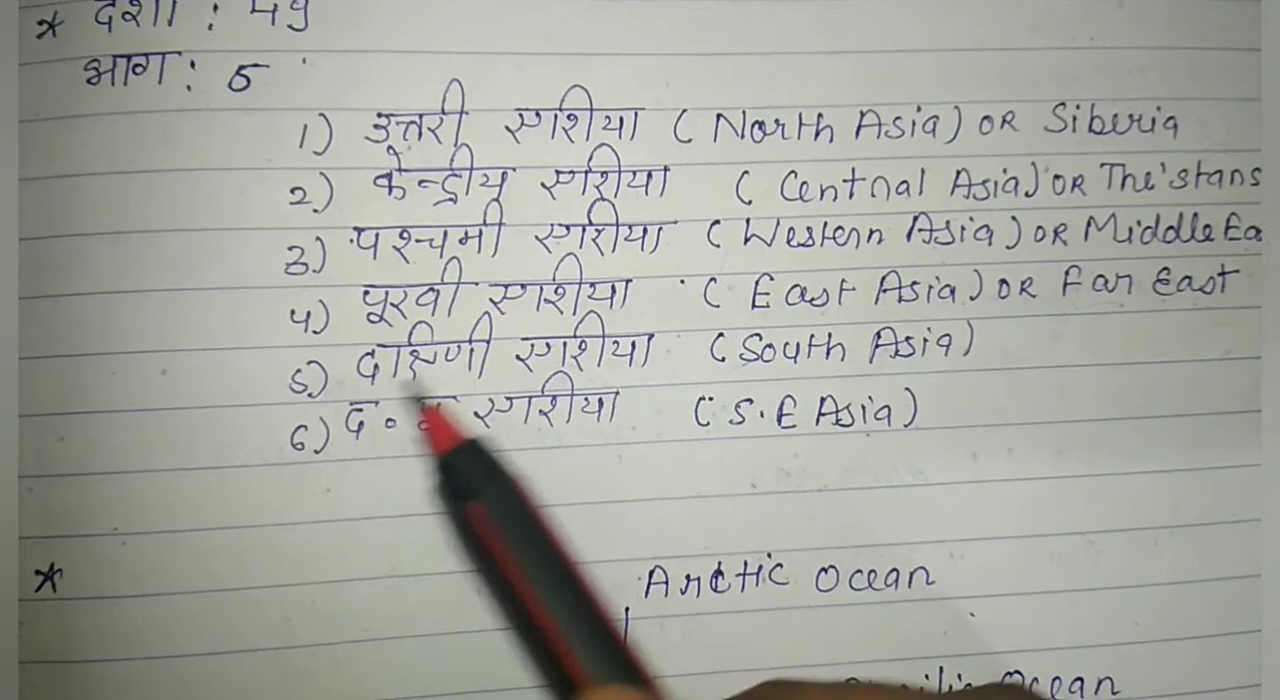 * देशो : 49
भाग : 5
1) उत्तरी एशिया ( North Asia) OR Siberia
2) केन्द्रीय एशिया ( Central Asia) OR The'stans
3) पश्चमी एशिया ( Western Asia) OR Middle Ea
4) पूरवी एशिया ( East Asia) OR Far East
5) दक्षिणी एशिया ( South Asia)
6) द॰ एशिया ( S.E Asia)
* Arctic Ocean
Ocean